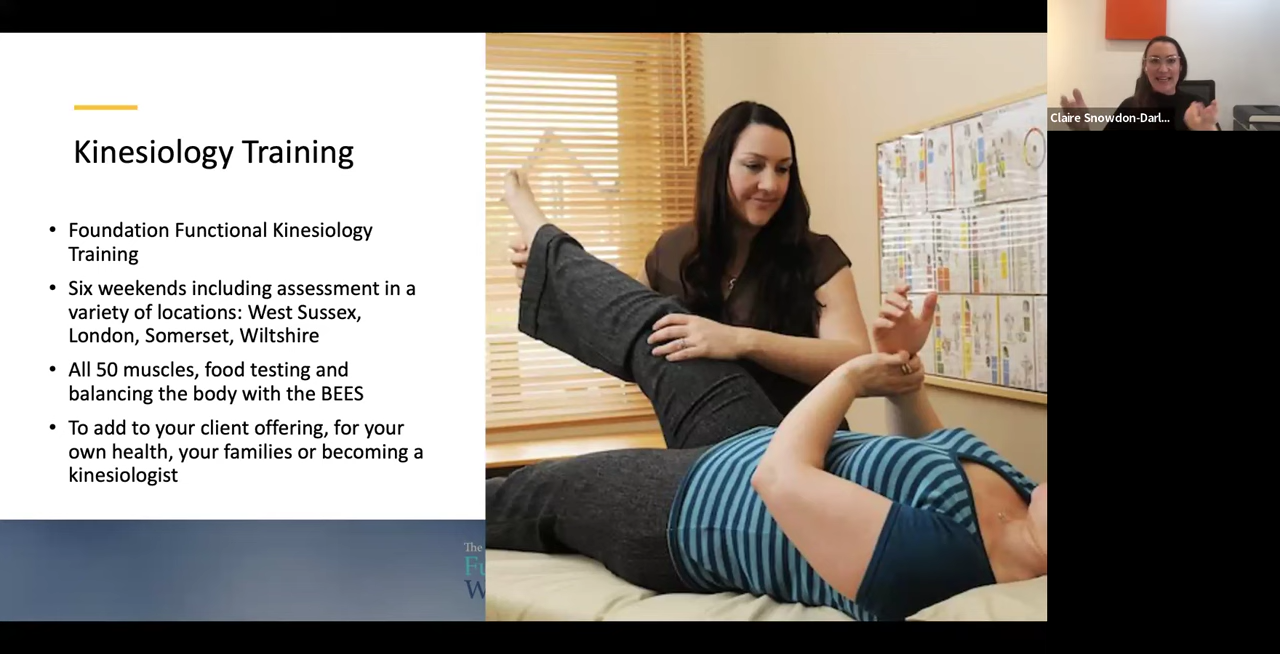 Kinesiology Training
• Foundation Functional Kinesiology
Training
• Six weekends including assessment in a
variety of locations: West Sussex,
London, Somerset, Wiltshire
• All 50 muscles, food testing and
balancing the body with the BEES
• To add to your client offering, for your
own health, your families or becoming a
kinesiologist
The
Claire Snowdon-Darl...